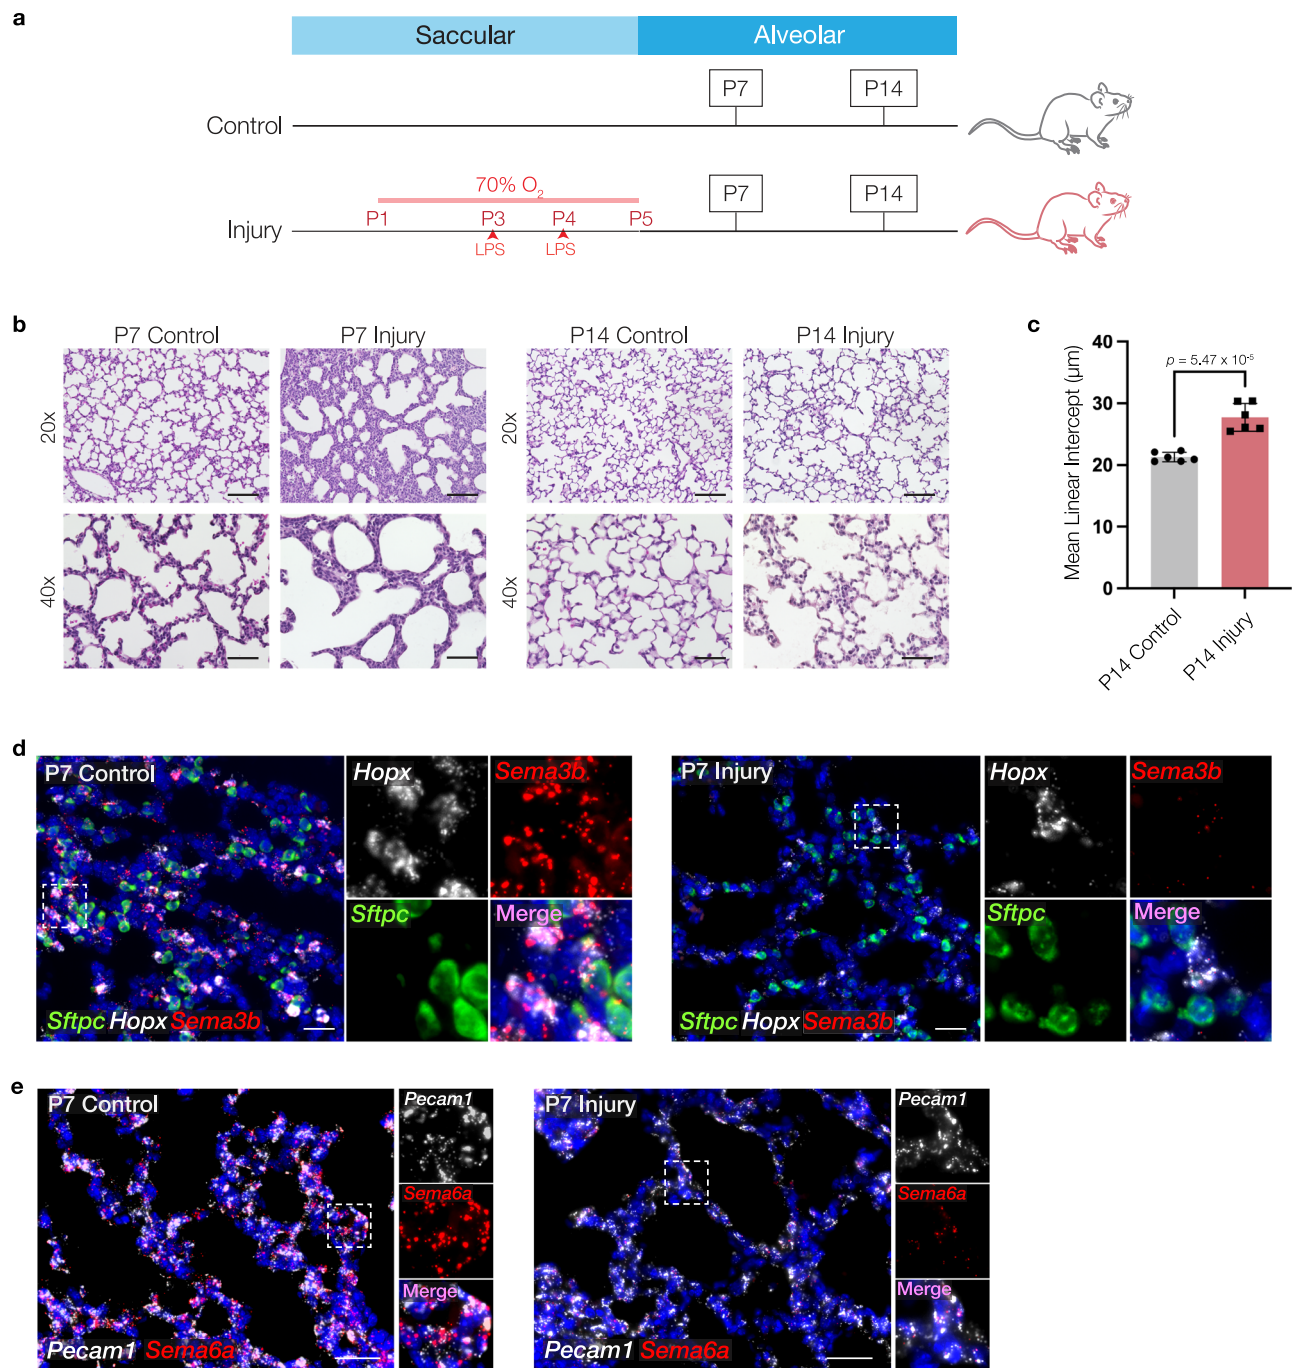 a
Saccular
Alveolar
P7
P14
Control
70% O₂
P1
P3
P4
P5
P7
P14
Injury
LPS
LPS
b
P7 Control
P7 Injury
P14 Control
P14 Injury
20x
20x
40x
40x
c
Mean Linear Intercept (µm)
40
30
20
10
0
p = 5.47 x 10⁻⁵
P14 Control
P14 Injury
d
P7 Control
Hopx
Sema3b
Sftpc
Merge
Sftpc Hopx Sema3b
P7 Injury
Hopx
Sema3b
Sftpc
Merge
Sftpc Hopx Sema3b
e
P7 Control
Pecam1
Sema6a
Merge
Pecam1 Sema6a
P7 Injury
Pecam1
Sema6a
Merge
Pecam1 Sema6a